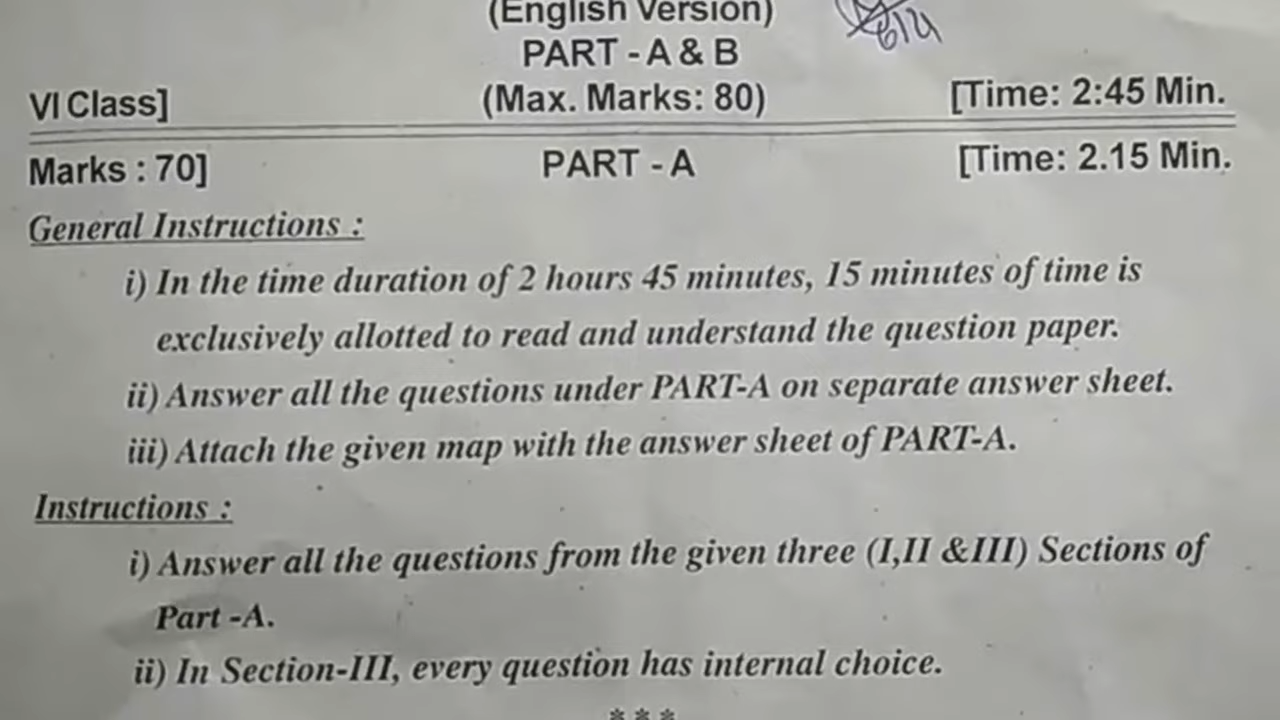 (English Version)
PART - A & B
VI Class] (Max. Marks: 80) [Time: 2:45 Min.
Marks : 70] PART - A [Time: 2.15 Min.
General Instructions :
i) In the time duration of 2 hours 45 minutes, 15 minutes of time is
exclusively allotted to read and understand the question paper.
ii) Answer all the questions under PART-A on separate answer sheet.
iii) Attach the given map with the answer sheet of PART-A.
Instructions :
i) Answer all the questions from the given three (I,II &III) Sections of
Part -A.
ii) In Section-III, every question has internal choice.
***